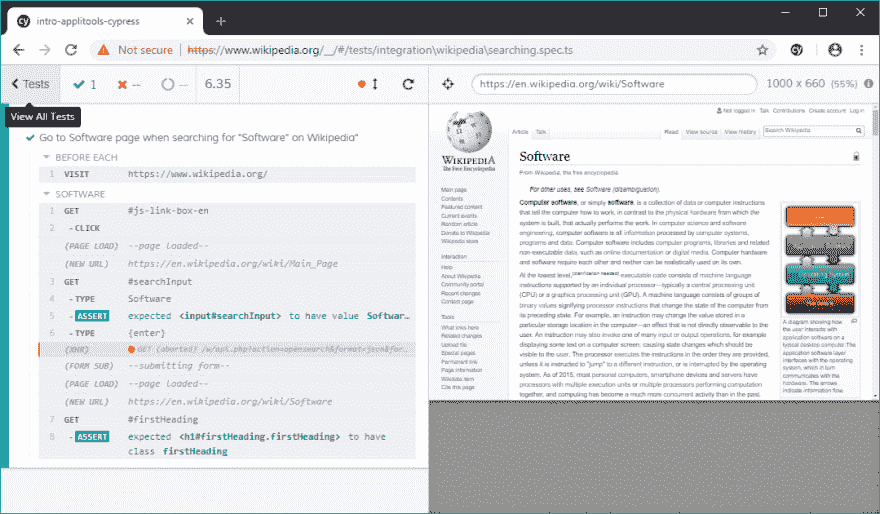 intro-applitools-cypress
Not secure https://www.wikipedia.org/__/#/tests/integration\wikipedia\searching.spec.ts
Tests 1 -- -- 6.35
https://en.wikipedia.org/wiki/Software 1000 x 660 (55%)
View All Tests
Go to Software page when searching for "Software" on Wikipedia"
BEFORE EACH
1 VISIT https://www.wikipedia.org/
SOFTWARE
1 GET #js-link-box-en
2 -CLICK
(PAGE LOAD) --page loaded--
(NEW URL) https://en.wikipedia.org/wiki/Main_Page
3 GET #searchInput
4 -TYPE Software
5 -ASSERT expected <input#searchInput> to have value Softwar…
6 -TYPE {enter}
(XHR) GET (aborted) /w/api.php?action=opensearch&format=json&for…
(FORM SUB) --submitting form--
(PAGE LOAD) --page loaded--
(NEW URL) https://en.wikipedia.org/wiki/Software
7 GET #firstHeading
8 -ASSERT expected <h1#firstHeading.firstHeading> to have
class firstHeading
Not logged in Talk Contributions Create account Log in
Article Talk Read View source View history Search Wikipedia
WIKIPEDIA
The Free Encyclopedia
Main page
Contents
Featured content
Current events
Random article
Donate to Wikipedia
Wikipedia store
Interaction
Help
About Wikipedia
Community portal
Recent changes
Contact page
Tools
What links here
Related changes
Upload file
Special pages
Permanent link
Page information
Wikidata item
Cite this page
Software
From Wikipedia, the free encyclopedia
For other uses, see Software (disambiguation).
Computer software, or simply software, is a collection of data or computer instructions
that tell the computer how to work, in contrast to the physical hardware from which the
system is built, that actually performs the work. In computer science and software
engineering, computer software is all information processed by computer systems,
programs and data. Computer software includes computer programs, libraries and related
non-executable data, such as online documentation or digital media. Computer hardware
and software require each other and neither can be realistically used on its own.
At the lowest level,[clarification needed] executable code consists of machine language
instructions supported by an individual processor—typically a central processing unit
(CPU) or a graphics processing unit (GPU). A machine language consists of groups of
binary values signifying processor instructions that change the state of the computer from
its preceding state. For example, an instruction may change the value stored in a
particular storage location in the computer—an effect that is not directly observable to the
user. An instruction may also invoke one of many input or output operations, for example
displaying some text on a computer screen; causing state changes which should be
visible to the user. The processor executes the instructions in the order they are provided,
unless it is instructed to "jump" to a different instruction, or is interrupted by the operating
system. As of 2015, most personal computers, smartphone devices and servers have
processors with multiple execution units or multiple processors performing computation
together, and computing has become a much more concurrent activity than in the past.
Operating System
A diagram showing how
the user interacts with
application software on a
typical desktop computer. The
application software layer
interfaces with the operating
system, which in turn
communicates with the
hardware. The arrows
indicate information flow.